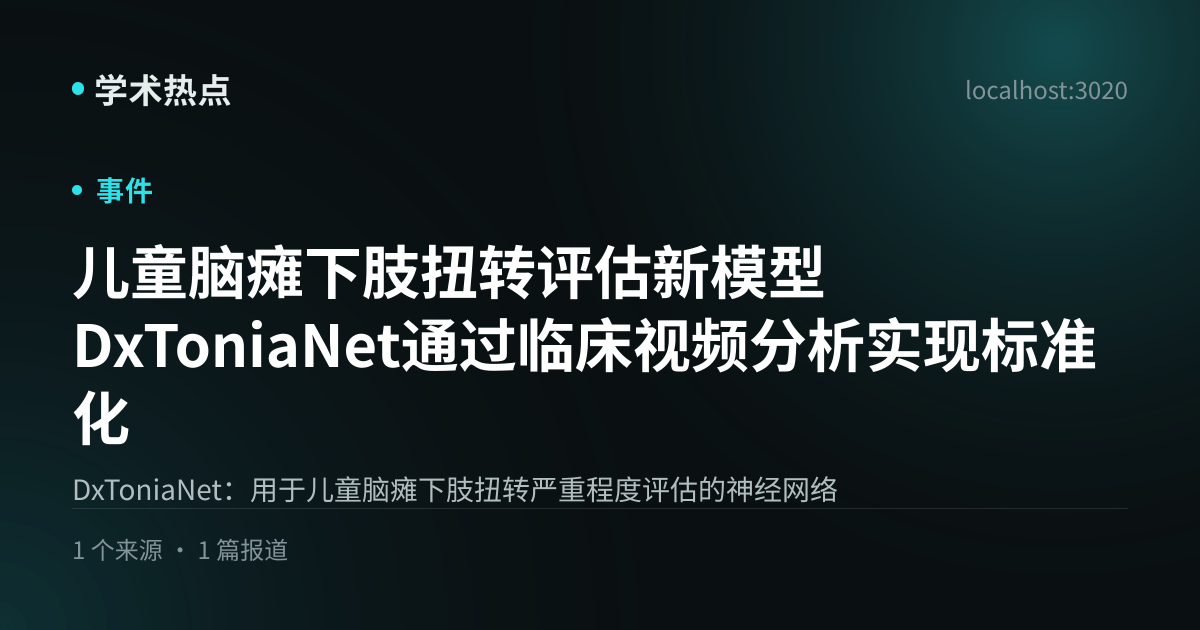 学术热点
localhost:3020
事件
儿童脑瘫下肢扭转评估新模型
DxToniaNet通过临床视频分析实现标准
化
DxToniaNet：用于儿童脑瘫下肢扭转严重程度评估的神经网络
1 个来源 · 1 篇报道